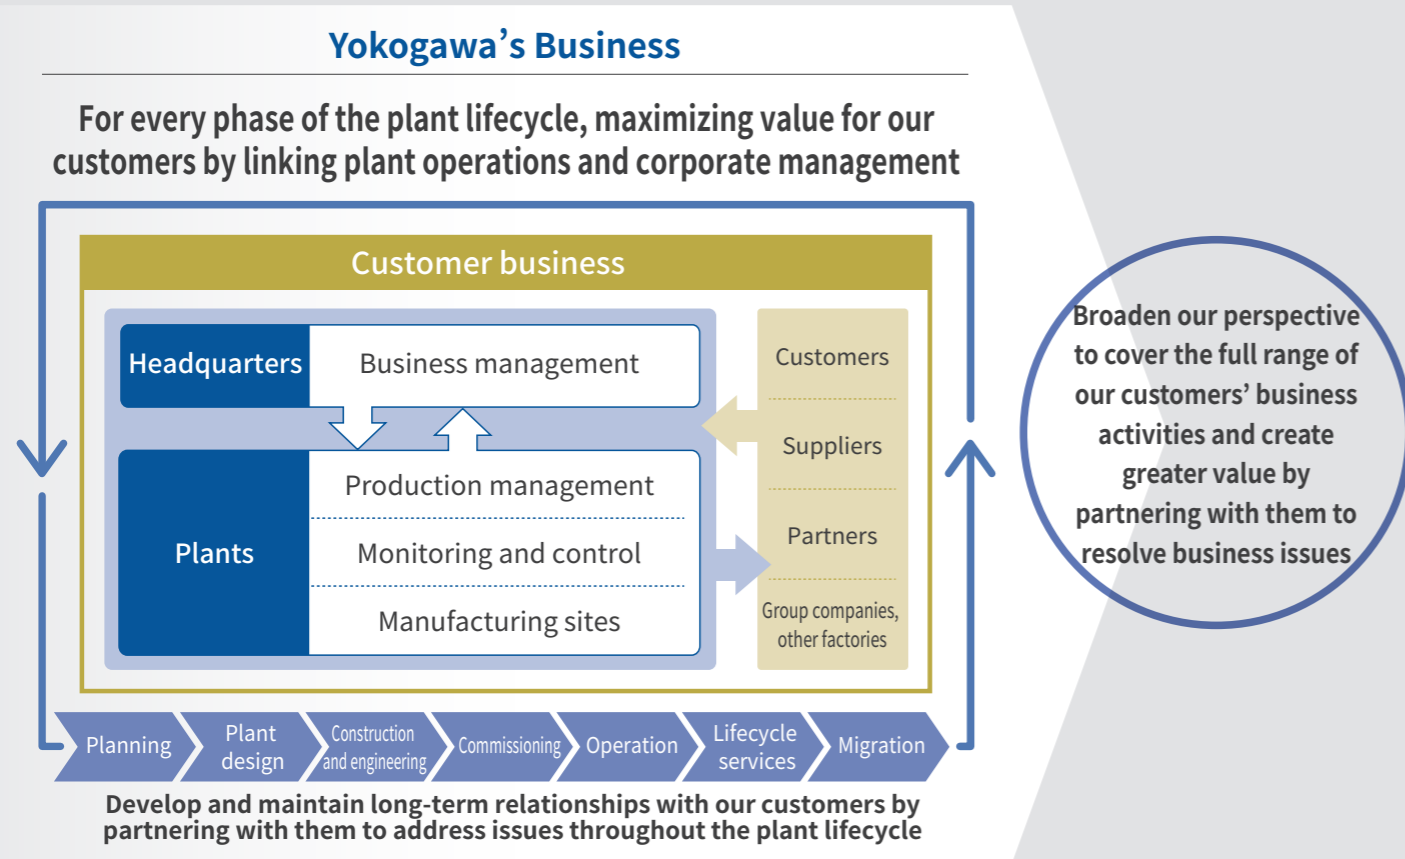 Yokogawa's Business
For every phase of the plant lifecycle, maximizing value for our
customers by linking plant operations and corporate management
Customer business
Headquarters
Business management
Plants
Production management
Monitoring and control
Manufacturing sites
Customers
Suppliers
Partners
Group companies,
other factories
Planning
Plant
design
Construction
and engineering
Commissioning
Operation
Lifecycle
services
Migration
Develop and maintain long-term relationships with our customers by
partnering with them to address issues throughout the plant lifecycle
Broaden our perspective
to cover the full range of
our customers' business
activities and create
greater value by
partnering with them to
resolve business issues